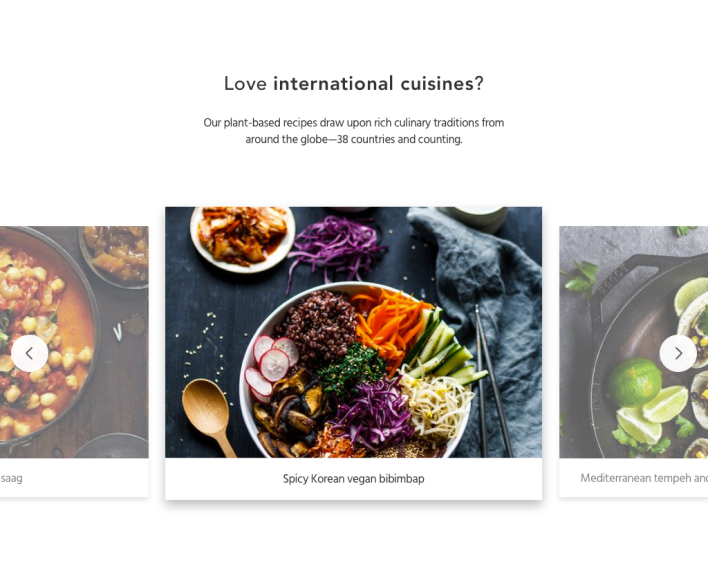 Love international cuisines?
Our plant-based recipes draw upon rich culinary traditions from
around the globe—38 countries and counting.
saag
Spicy Korean vegan bibimbap
Mediterranean tempeh and